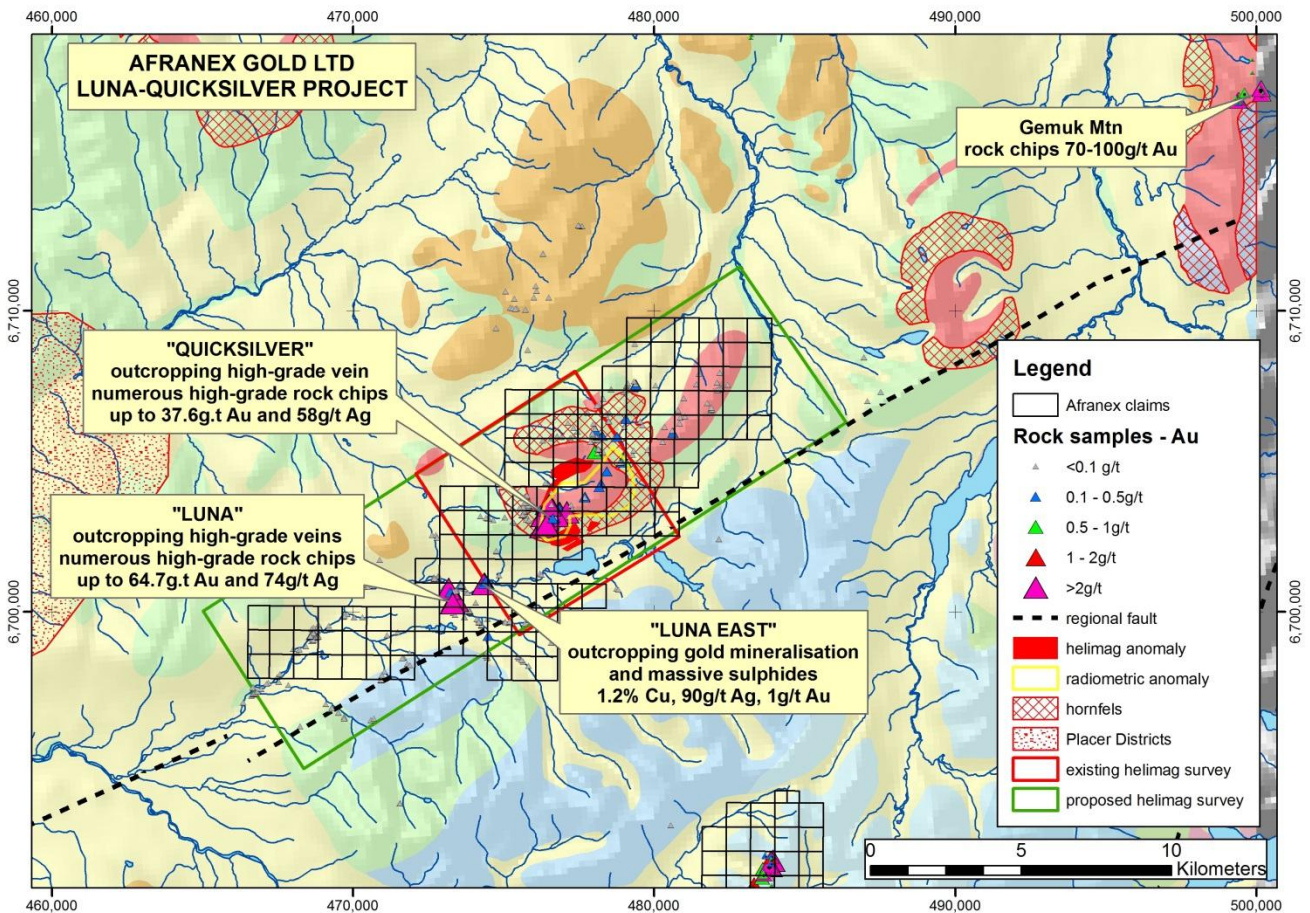 460,000
470,000
480,000
490,000
500,000
AFRANEX GOLD LTD
LUNA-QUICKSILVER PROJECT
Gemuk Mtn
rock chips 70-100g/t Au
6,710,000
6,710,000
"QUICKSILVER"
outcropping high-grade vein
numerous high-grade rock chips
up to 37.6g.t Au and 58g/t Ag
"LUNA"
outcropping high-grade veins
numerous high-grade rock chips
up to 64.7g.t Au and 74g/t Ag
"LUNA EAST"
outcropping gold mineralisation
and massive sulphides
1.2% Cu, 90g/t Ag, 1g/t Au
6,700,000
6,700,000
Legend
Afranex claims
Rock samples - Au
<0.1 g/t
0.1 - 0.5g/t
0.5 - 1g/t
1 - 2g/t
>2g/t
regional fault
helimag anomaly
radiometric anomaly
hornfels
Placer Districts
existing helimag survey
proposed helimag survey
0
5
10
Kilometers
460,000
470,000
480,000
490,000
500,000